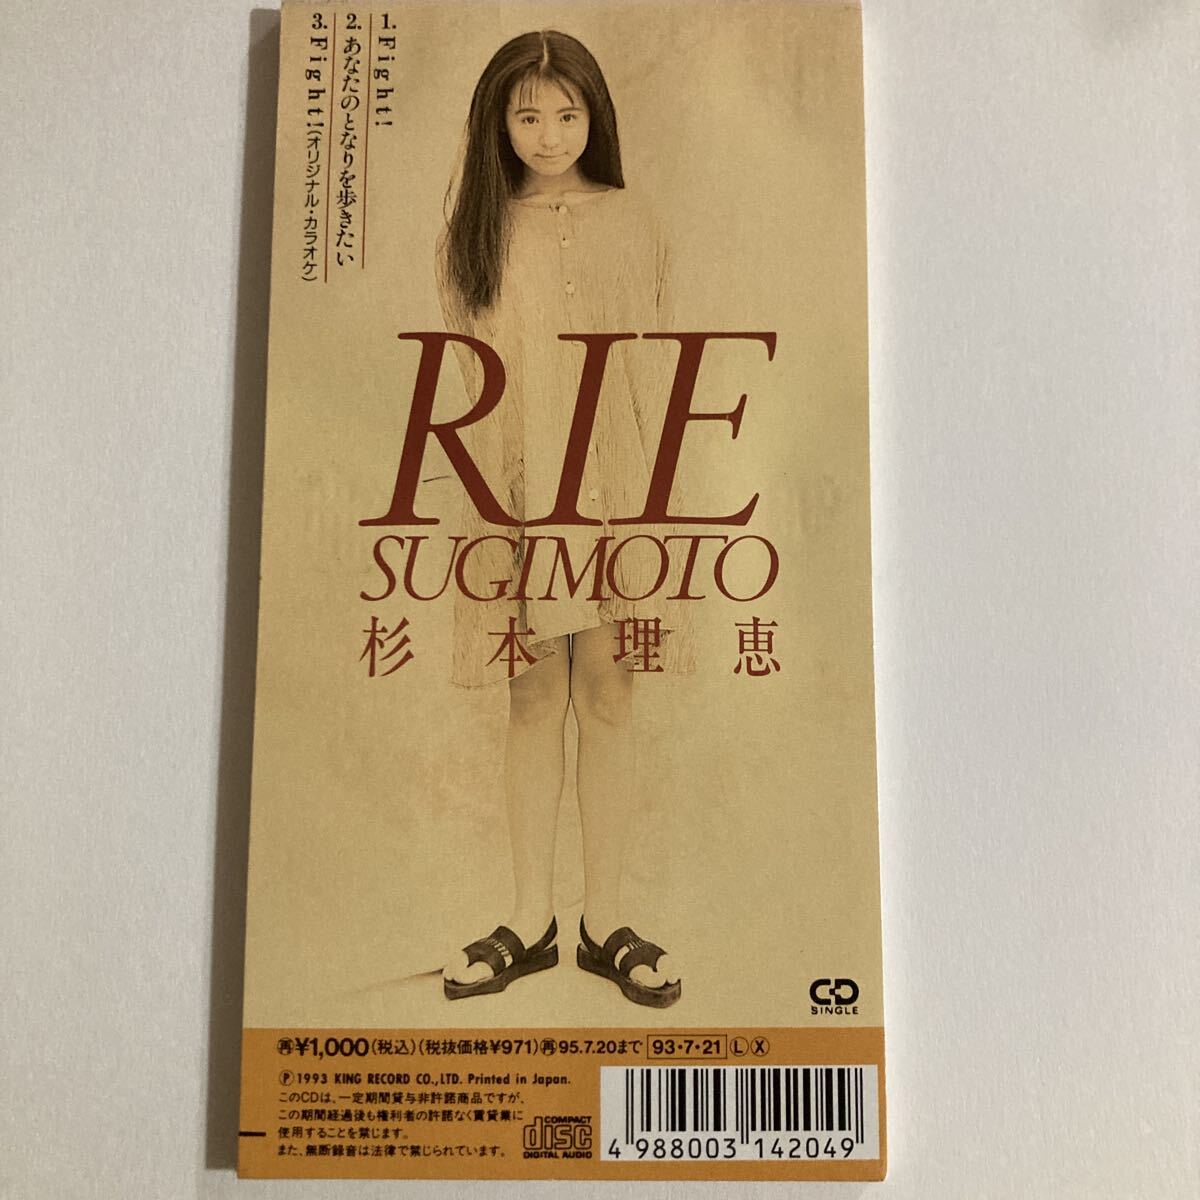 1. Fight!
2. あなたのとなりを歩きたい
3. Fight!(オリジナル・カラオケ)
RIE
SUGIMOTO
杉本理恵
CD
SINGLE
再¥1,000(税込)(税抜価格¥971)再95.7.20まで 93・7・21 Ⓛ Ⓧ
Ⓟ1993 KING RECORD CO.,LTD. Printed in Japan.
このCDは、一定期間貸与非許諾商品ですが、
この期間経過後も権利者の許諾なく賃貸業に
使用することを禁じます。
また、無断録音は法律で禁じられています。
COMPACT
disc
DIGITAL AUDIO
4 988003 142049